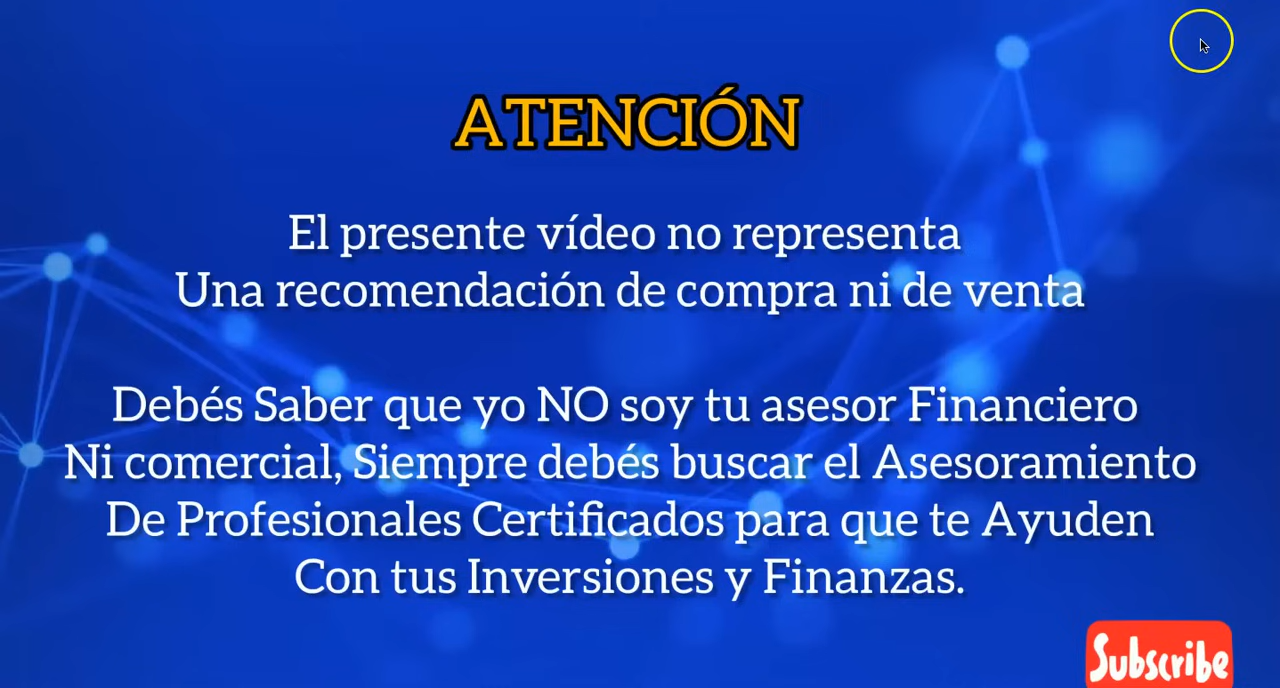 ATENCIÓN
El presente vídeo no representa
Una recomendación de compra ni de venta
Debés Saber que yo NO soy tu asesor Financiero
Ni comercial, Siempre debés buscar el Asesoramiento
De Profesionales Certificados para que te Ayuden
Con tus Inversiones y Finanzas.
Subscribe